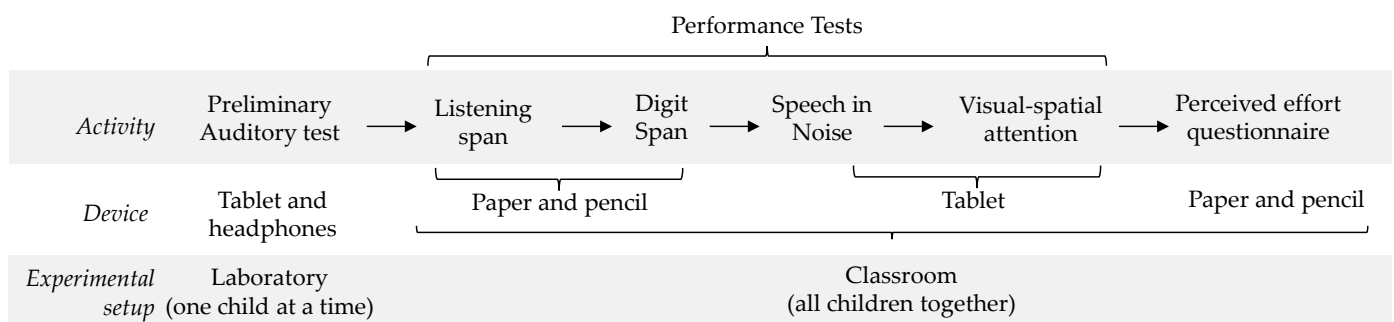 Performance Tests
Activity
Preliminary
Auditory test
Listening
span
Digit
Span
Speech in
Noise
Visual-spatial
attention
Perceived effort
questionnaire
Device
Tablet and
headphones
Paper and pencil
Tablet
Paper and pencil
Experimental
setup
Laboratory
(one child at a time)
Classroom
(all children together)